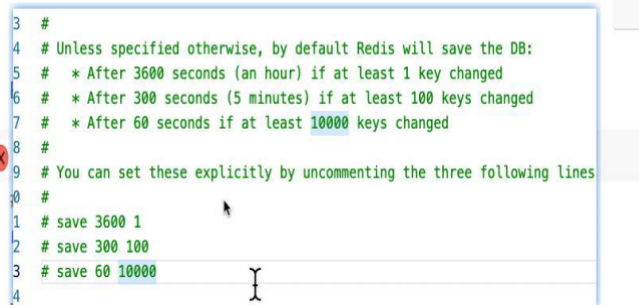 3 #
4 # Unless specified otherwise, by default Redis will save the DB:
5 # * After 3600 seconds (an hour) if at least 1 key changed
6 # * After 300 seconds (5 minutes) if at least 100 keys changed
7 # * After 60 seconds if at least 10000 keys changed
8 #
9 # You can set these explicitly by uncommenting the three following lines
0 #
1 # save 3600 1
2 # save 300 100
3 # save 60 10000
4